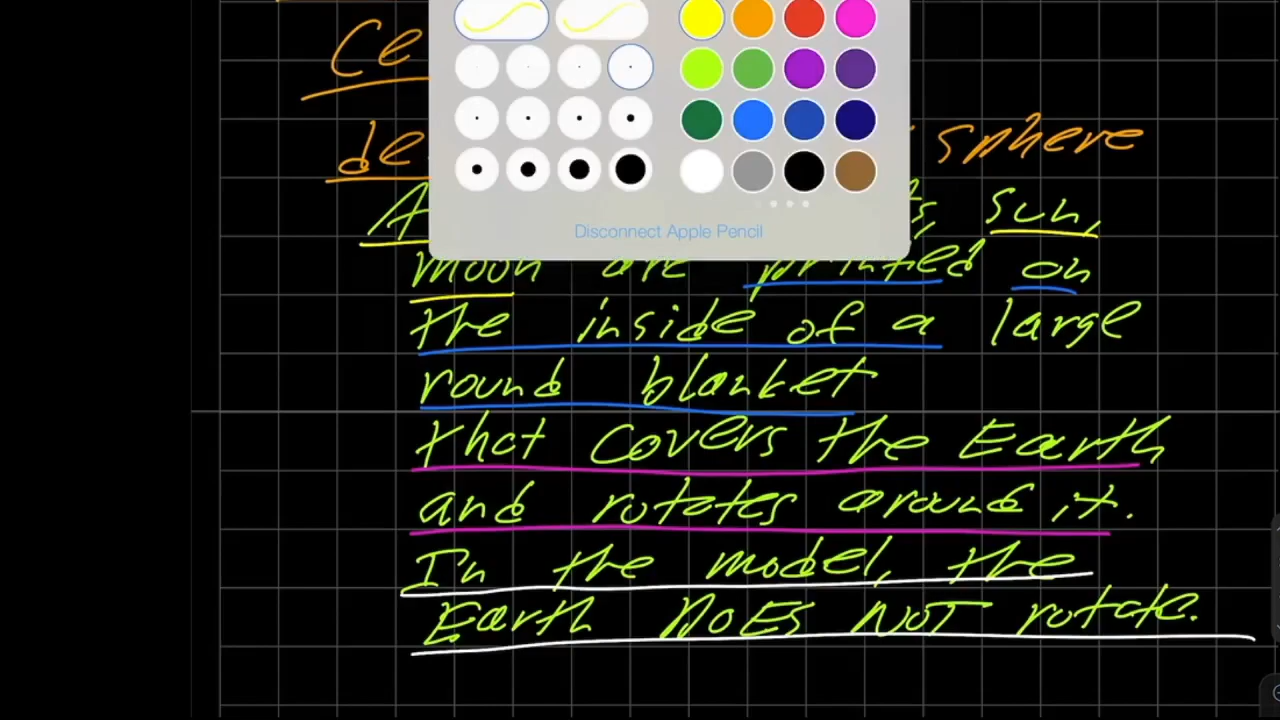 Ce
de sphere
A s, sun,
Disconnect Apple Pencil
moon are printed on
the inside of a large
round blanket
that covers the Earth
and rotates around it.
In the model, the
Earth DOES NOT rotate.